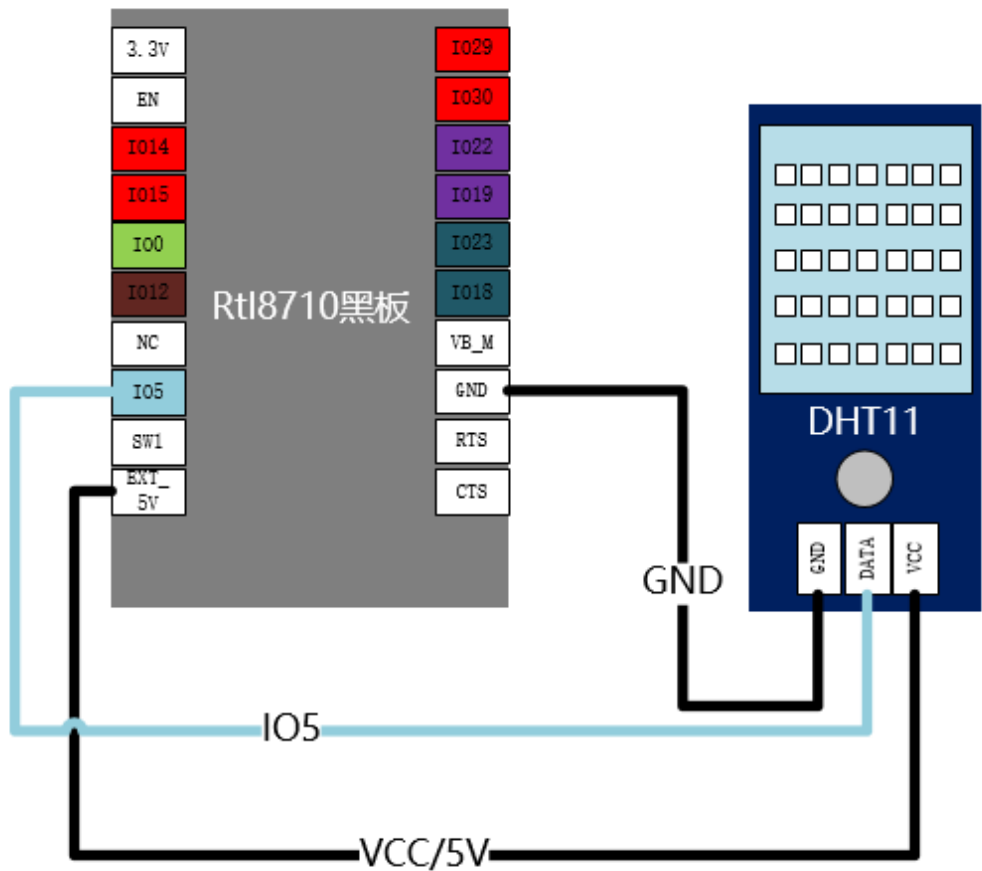 3.3V
EN
IO14
IO15
IO0
IO12
NC
IO5
SW1
EXT_
5V
Rtl8710黑板
IO29
IO30
IO22
IO19
IO23
IO18
VB_M
GND
RTS
CTS
DHT11
GND
DATA
VCC
GND
IO5
VCC/5V